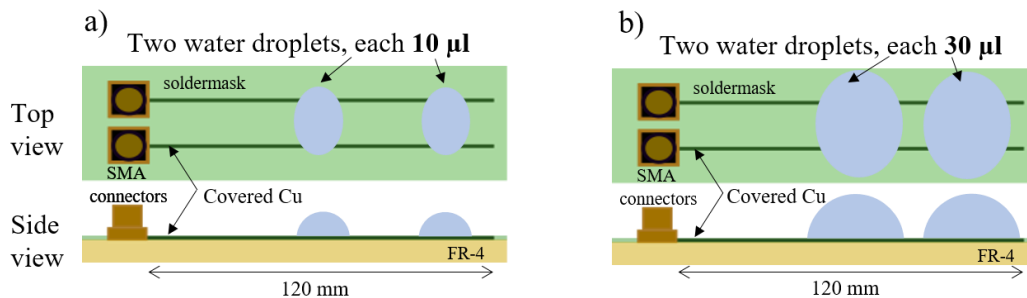 a)
Two water droplets, each 10 µl
soldermask
Top
view
SMA
connectors
Covered Cu
Side
view
FR-4
120 mm
b)
Two water droplets, each 30 µl
soldermask
SMA
connectors
Covered Cu
FR-4
120 mm